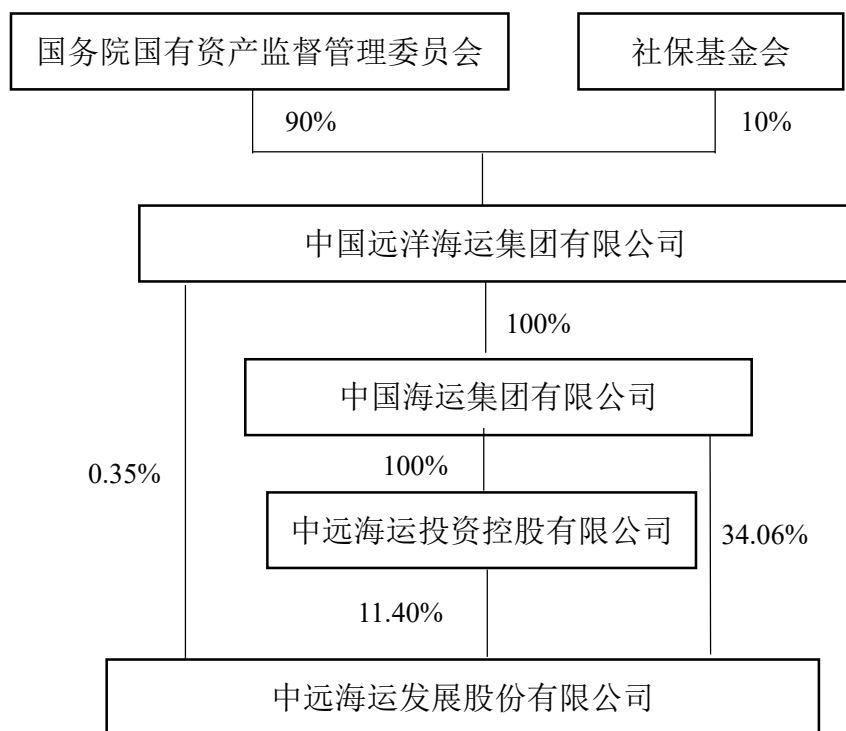 国务院国有资产监督管理委员会
社保基金会
90%
10%
中国远洋海运集团有限公司
100%
中国海运集团有限公司
0.35%
100%
中远海运投资控股有限公司
34.06%
11.40%
中远海运发展股份有限公司